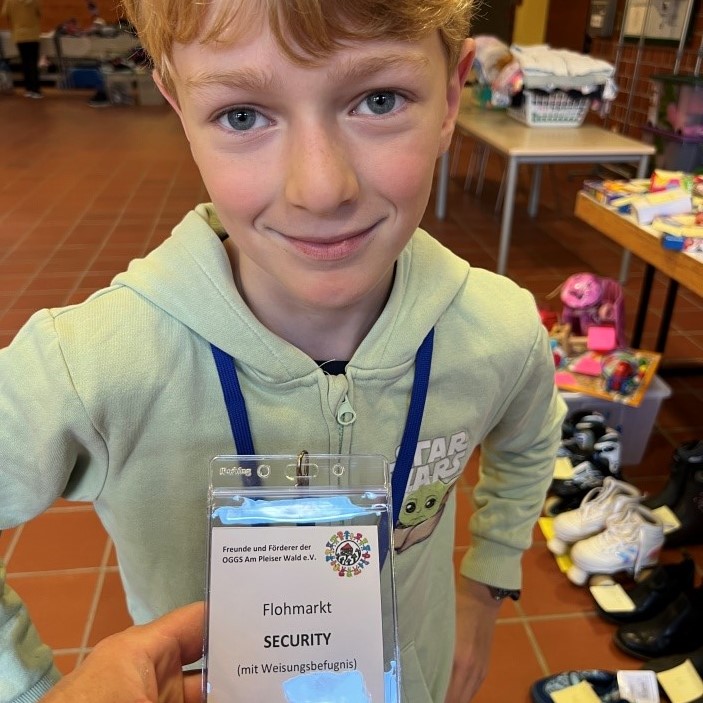 STAR
WARS
Freunde und Förderer der
OGGS Am Pleiser Wald e.V.
Flohmarkt
SECURITY
(mit Weisungsbefugnis)